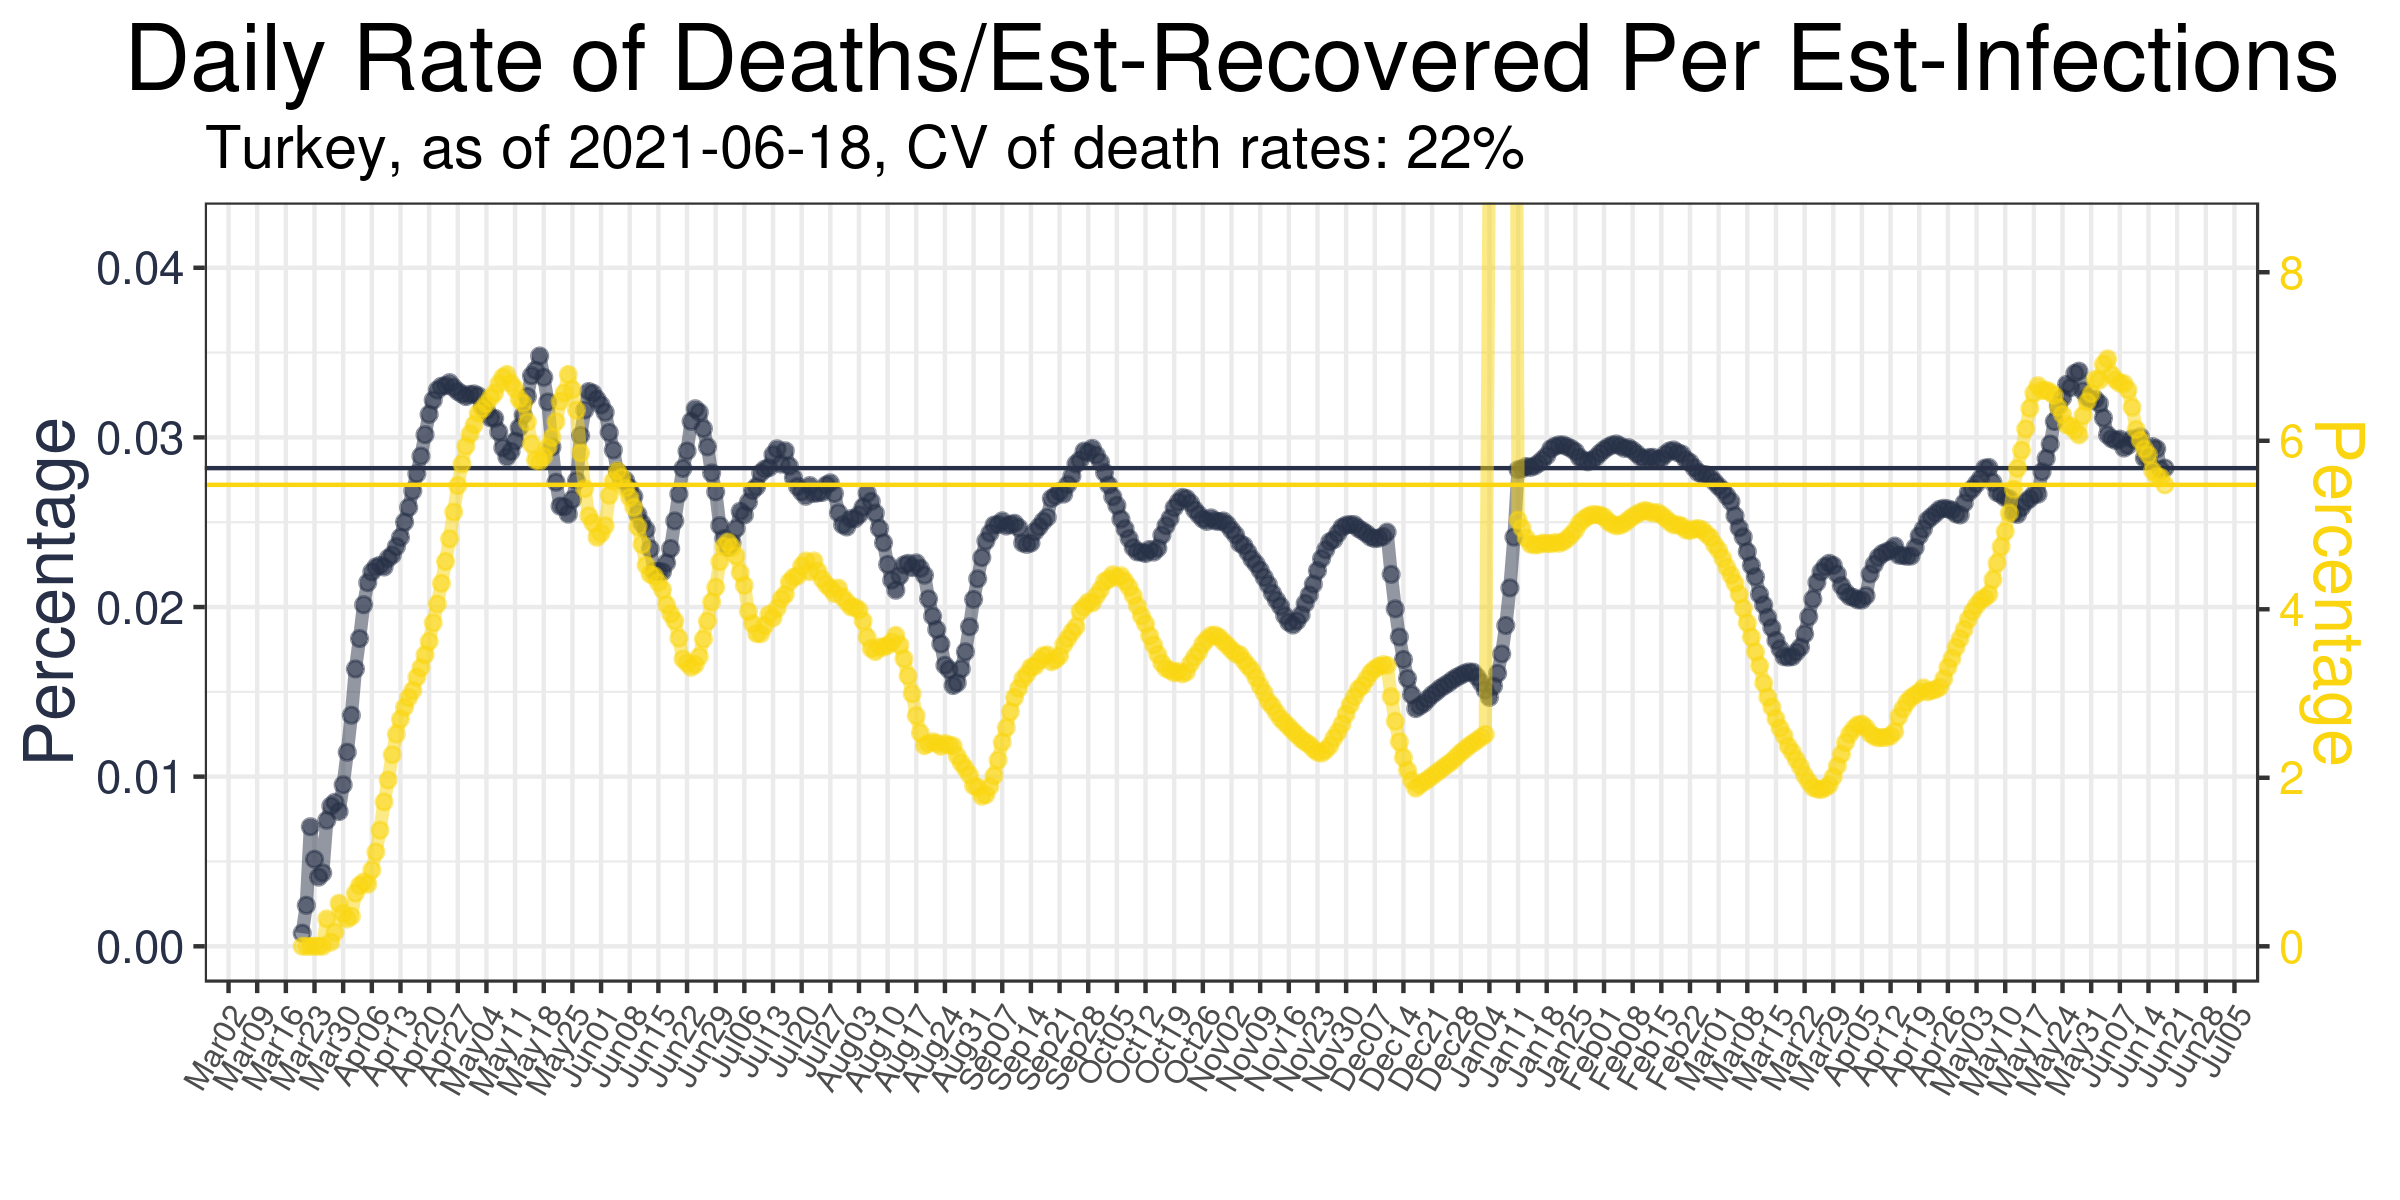 Daily Rate of Deaths/Est-Recovered Per Est-Infections
Turkey, as of 2021-06-18, CV of death rates: 22%
Percentage
0.04
0.03
0.02
0.01
0.00
8
6
4
2
0
Percentage
Mar02 Mar09 Mar16 Mar23 Mar30 Apr06 Apr13 Apr20 Apr27 May04 May11 May18 May25 Jun01 Jun08 Jun15 Jun22 Jun29 Jul06 Jul13 Jul20 Jul27 Aug03 Aug10 Aug17 Aug24 Aug31 Sep07 Sep14 Sep21 Sep28 Oct05 Oct12 Oct19 Oct26 Nov02 Nov09 Nov16 Nov23 Nov30 Dec07 Dec14 Dec21 Dec28 Jan04 Jan11 Jan18 Jan25 Feb01 Feb08 Feb15 Feb22 Mar01 Mar08 Mar15 Mar22 Mar29 Apr05 Apr12 Apr19 Apr26 May03 May10 May17 May24 May31 Jun07 Jun14 Jun21 Jun28 Jul05